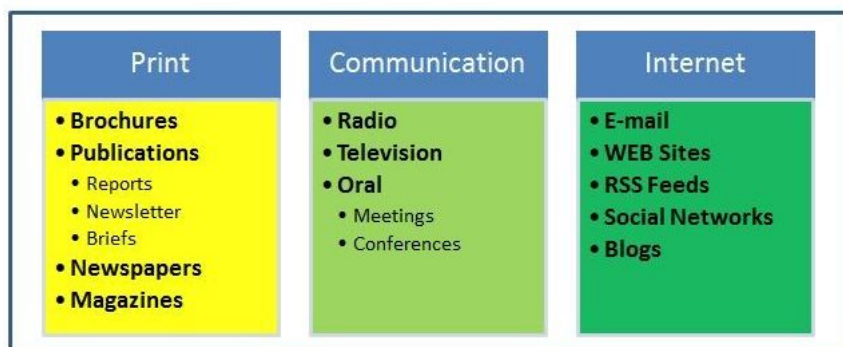 Print
• Brochures
• Publications
• Reports
• Newsletter
• Briefs
• Newspapers
• Magazines
Communication
• Radio
• Television
• Oral
• Meetings
• Conferences
Internet
• E-mail
• WEB Sites
• RSS Feeds
• Social Networks
• Blogs